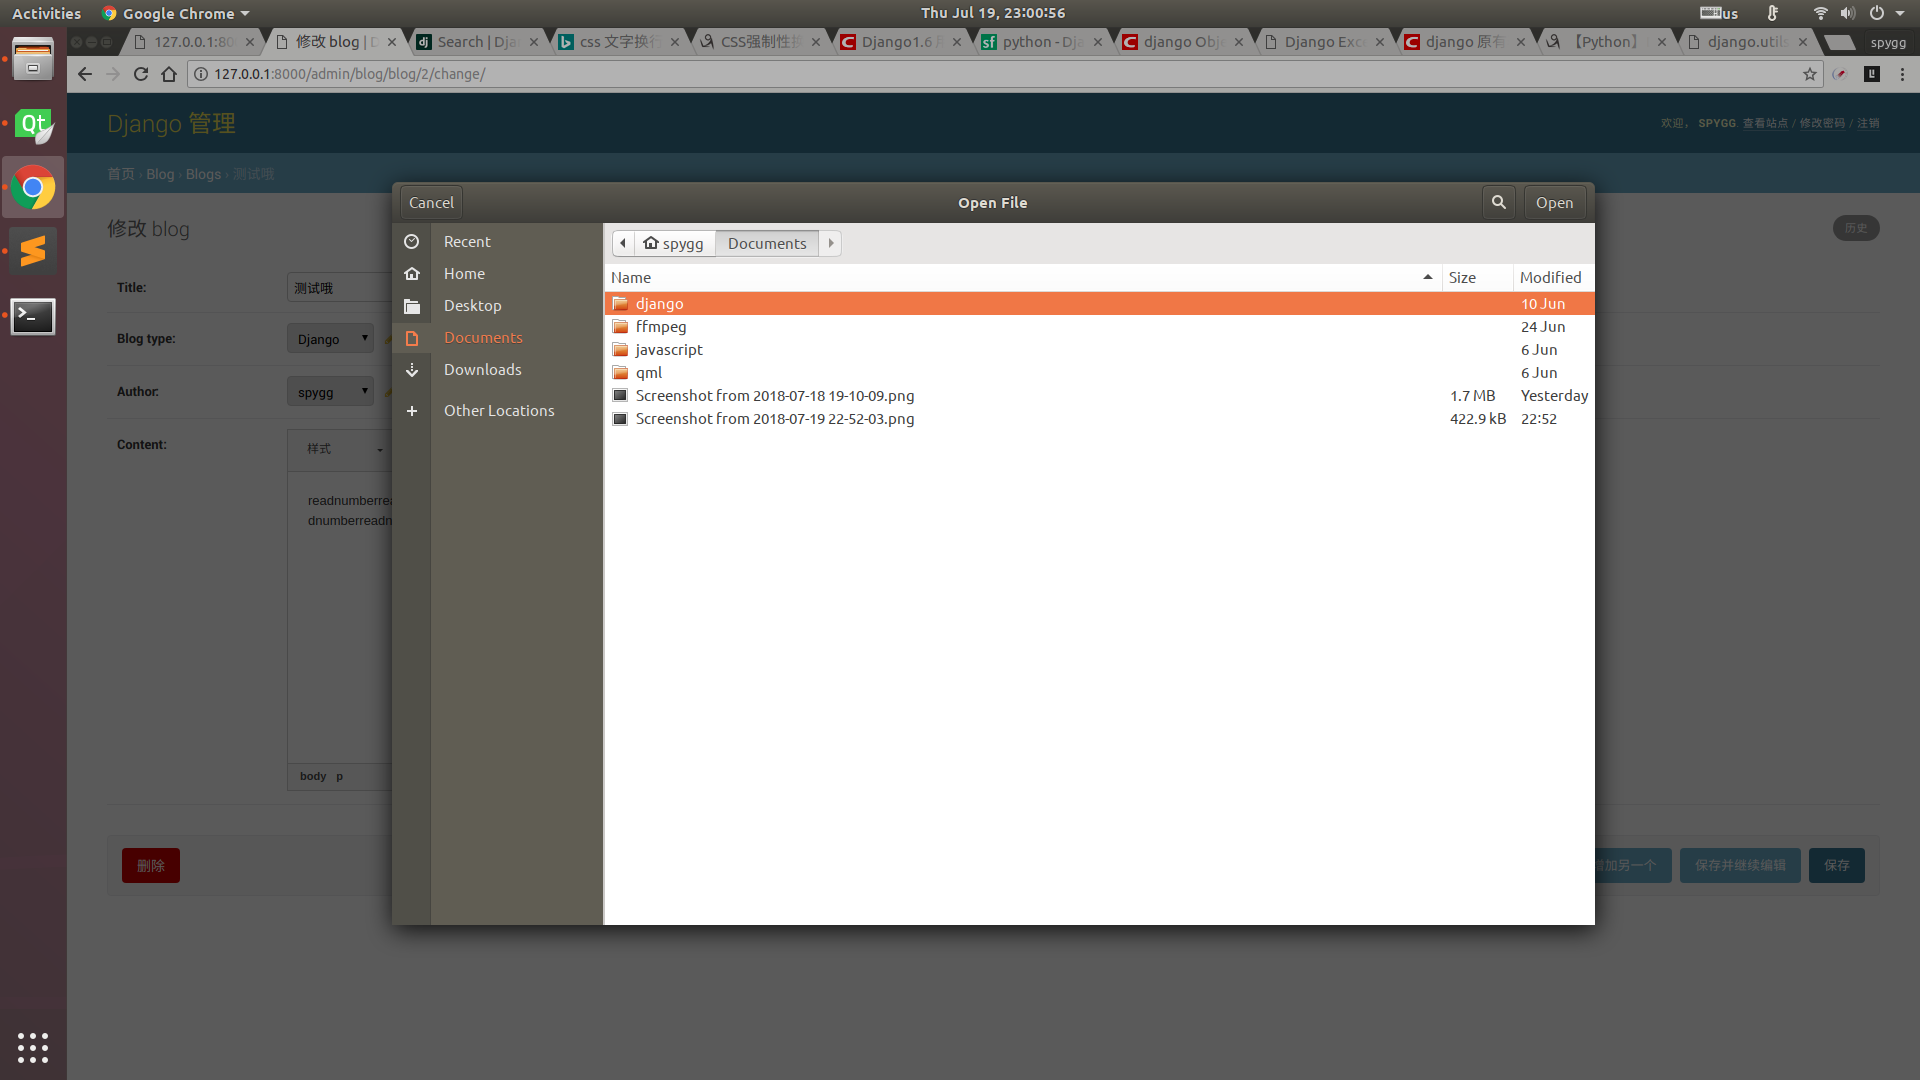 Activities Google Chrome Thu Jul 19, 23:00:56 us
127.0.0.1:80 修改 blog | D Search | Dja css 文字换行 CSS强制性换 Django1.6 python - Dja django Obje Django Exce django 原有 【Python】 django.utils spygg
127.0.0.1:8000/admin/blog/blog/2/change/
Django 管理 欢迎， SPYGG. 查看站点 / 修改密码 / 注销
首页 › Blog › Blogs › 测试哦
Cancel Open File Open
修改 blog 历史
Recent
Home
Desktop
Documents
Downloads
Other Locations
spygg Documents
Name Size Modified
django 10 Jun
ffmpeg 24 Jun
javascript 6 Jun
qml 6 Jun
Screenshot from 2018-07-18 19-10-09.png 1.7 MB Yesterday
Screenshot from 2018-07-19 22-52-03.png 422.9 kB 22:52
Title: 测试哦
Blog type: Django
Author: spygg
Content: 样式
readnumberrea
dnumberreadn
body p
删除 增加另一个 保存并继续编辑 保存